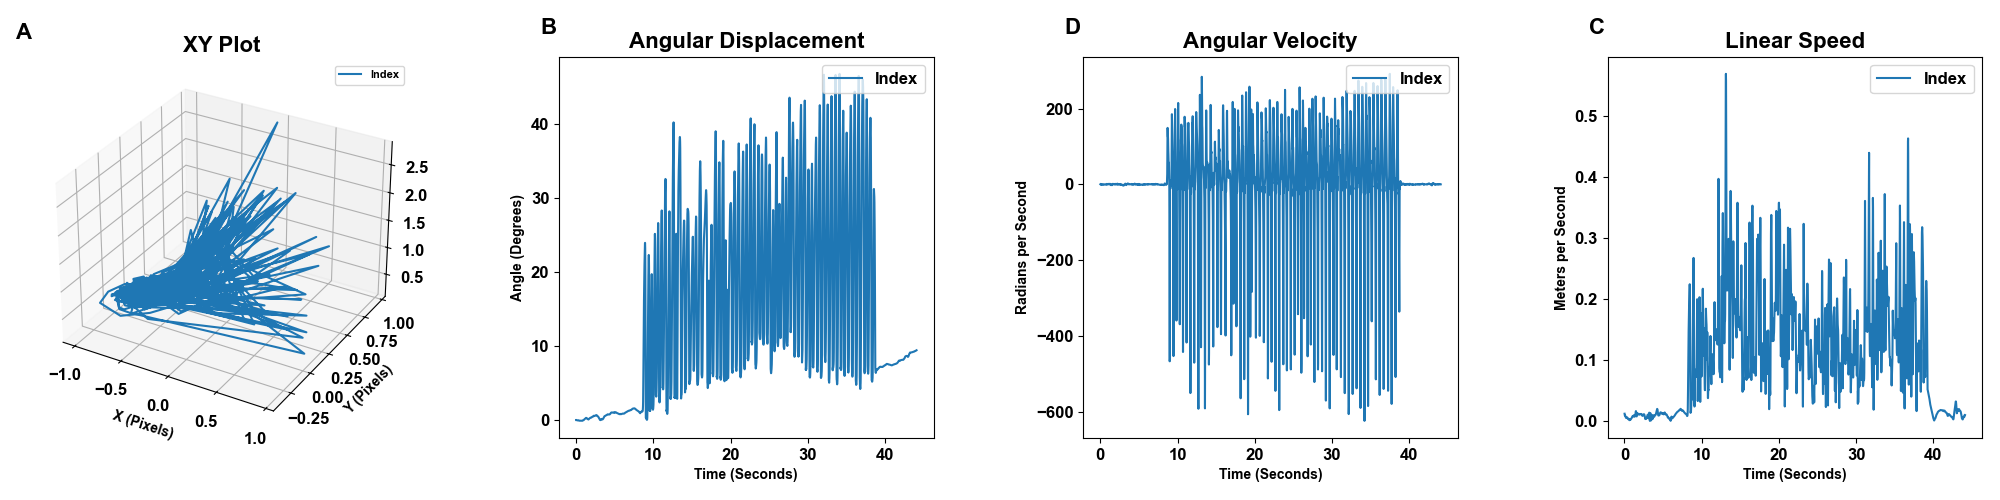 A
XY Plot
Index
2.5
2.0
1.5
1.0
0.5
1.00
0.75
0.50
0.25
0.00
−0.25
Y (Pixels)
−1.0
−0.5
0.0
0.5
1.0
X (Pixels)
B
Angular Displacement
Index
40
30
20
10
0
Angle (Degrees)
0 10 20 30 40
Time (Seconds)
D
Angular Velocity
Index
200
0
−200
−400
−600
Radians per Second
0 10 20 30 40
Time (Seconds)
C
Linear Speed
Index
0.5
0.4
0.3
0.2
0.1
0.0
Meters per Second
0 10 20 30 40
Time (Seconds)